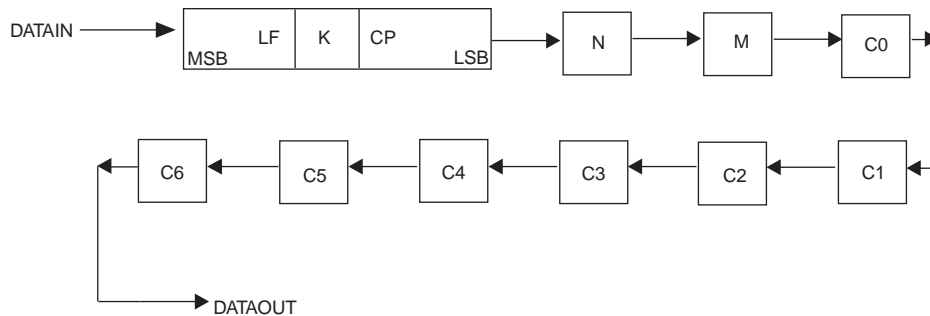 DATAIN
LF K CP
MSB LSB
N
M
C0
C6
C5
C4
C3
C2
C1
DATAOUT